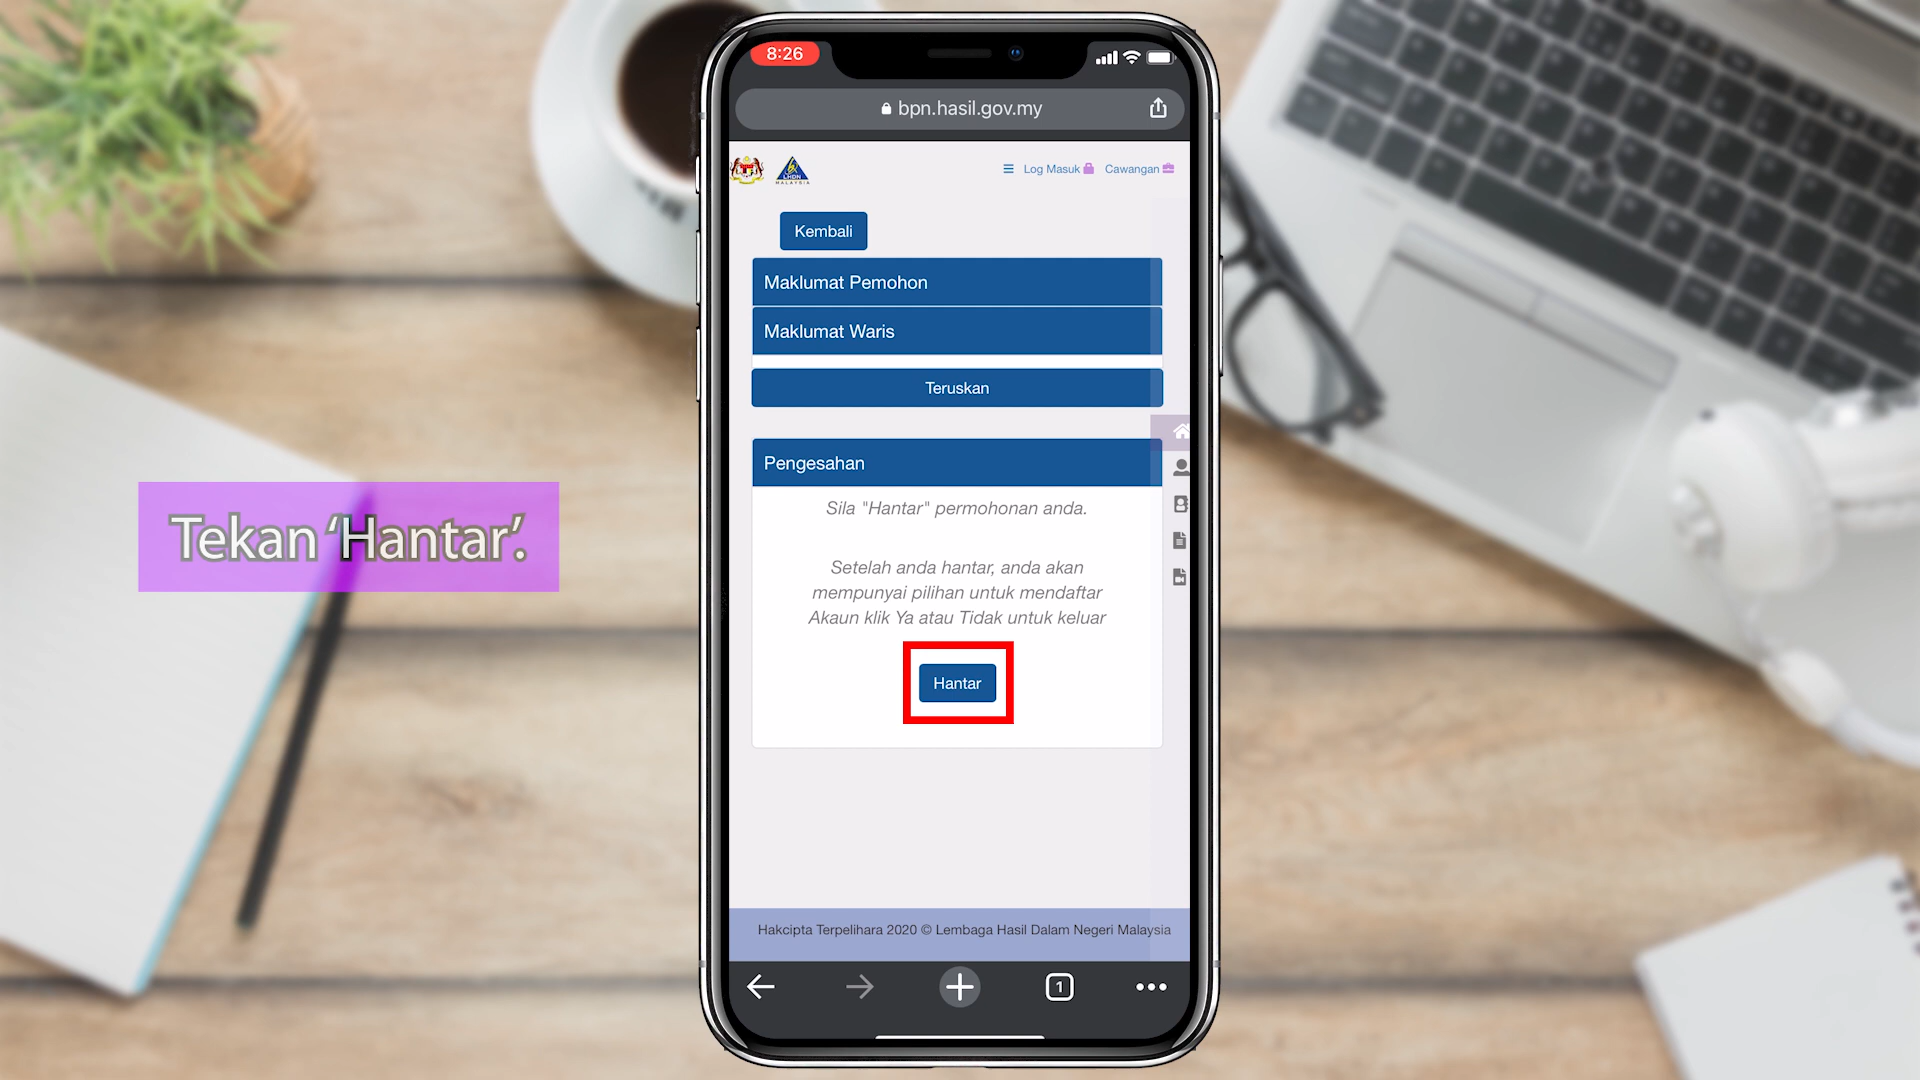 8:26
bpn.hasil.gov.my
LHDN
MALAYSIA
Log Masuk
Cawangan
Kembali
Maklumat Pemohon
Maklumat Waris
Teruskan
Pengesahan
Sila "Hantar" permohonan anda.
Setelah anda hantar, anda akan
mempunyai pilihan untuk mendaftar
Akaun klik Ya atau Tidak untuk keluar
Hantar
Tekan ‘Hantar’.
Hakcipta Terpelihara 2020 © Lembaga Hasil Dalam Negeri Malaysia
1